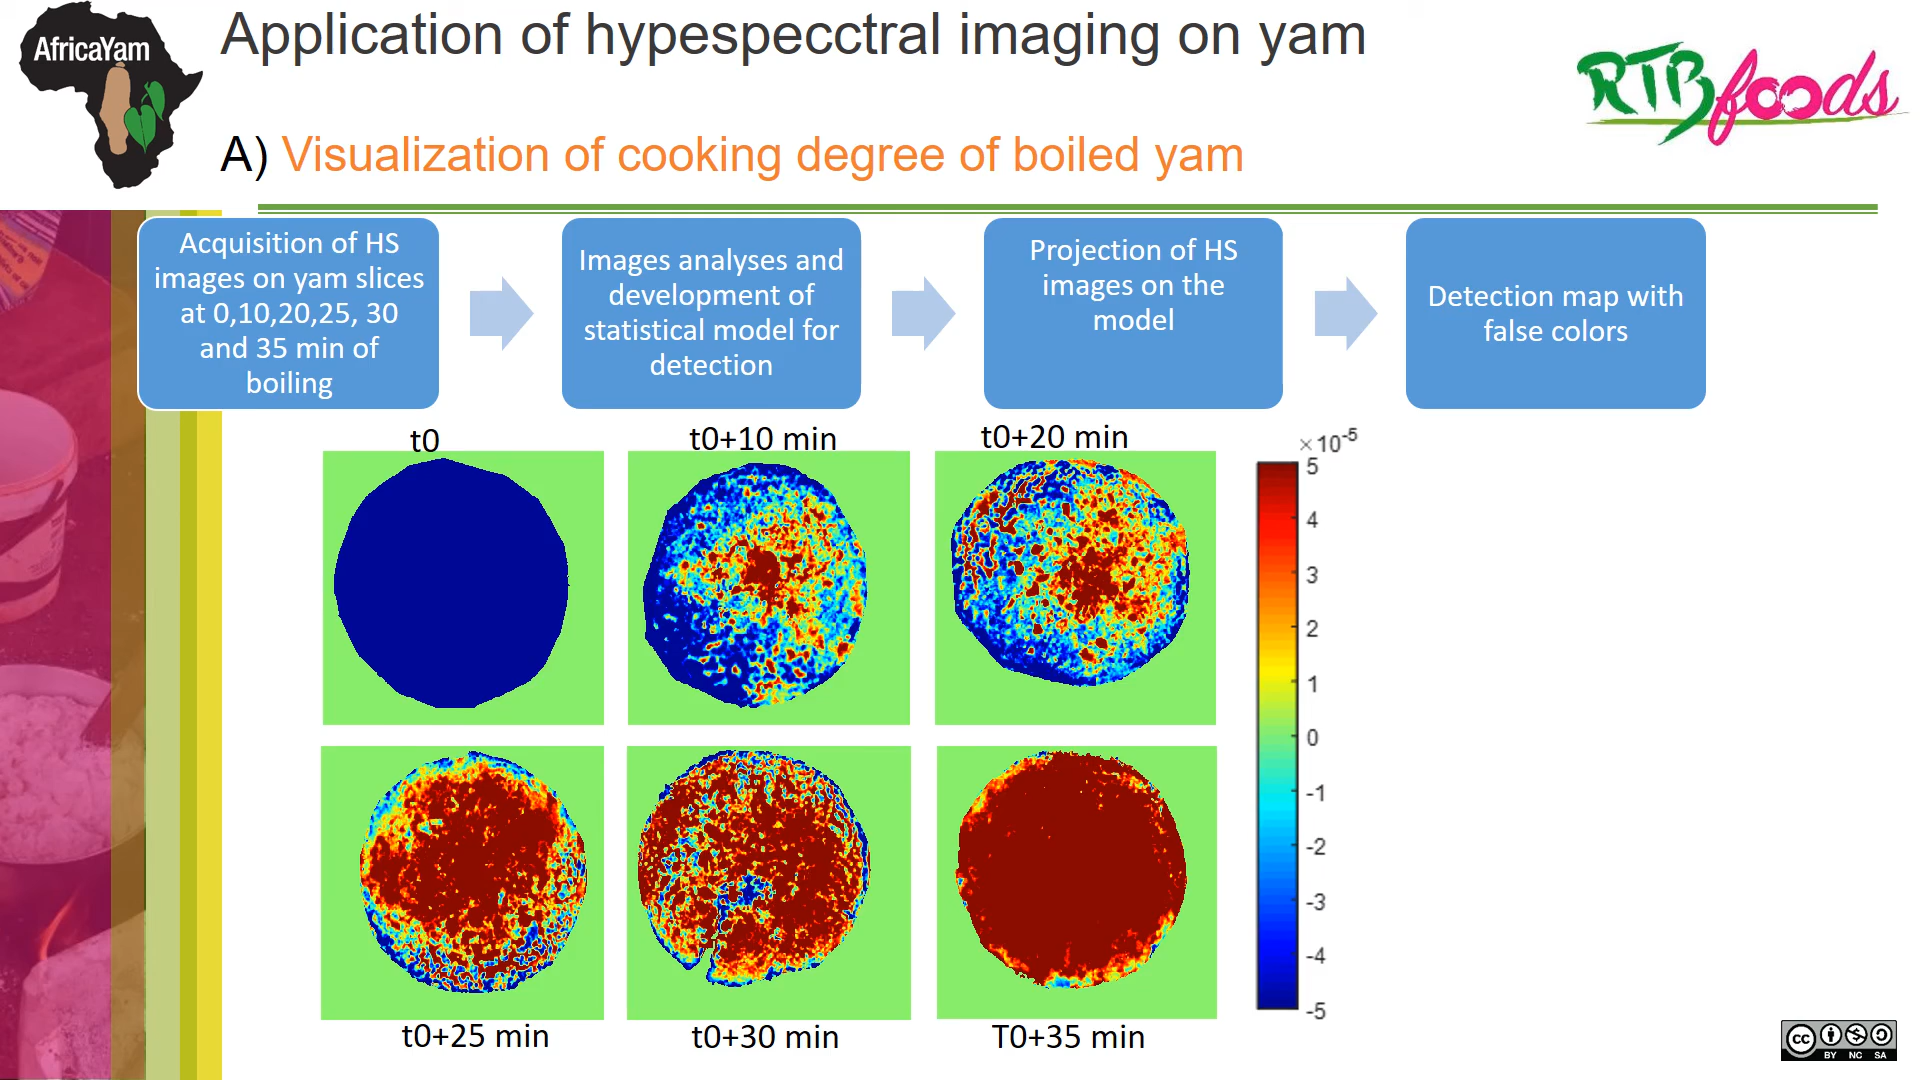 AfricaYam
Application of hypespecctral imaging on yam
RTBfoods
A) Visualization of cooking degree of boiled yam
Acquisition of HS
images on yam slices
at 0,10,20,25, 30
and 35 min of
boiling
Images analyses and
development of
statistical model for
detection
Projection of HS
images on the
model
Detection map with
false colors
t0
t0+10 min
t0+20 min
×10-5
5
4
3
2
1
0
-1
-2
-3
-4
-5
t0+25 min
t0+30 min
T0+35 min
cc
BY NC SA